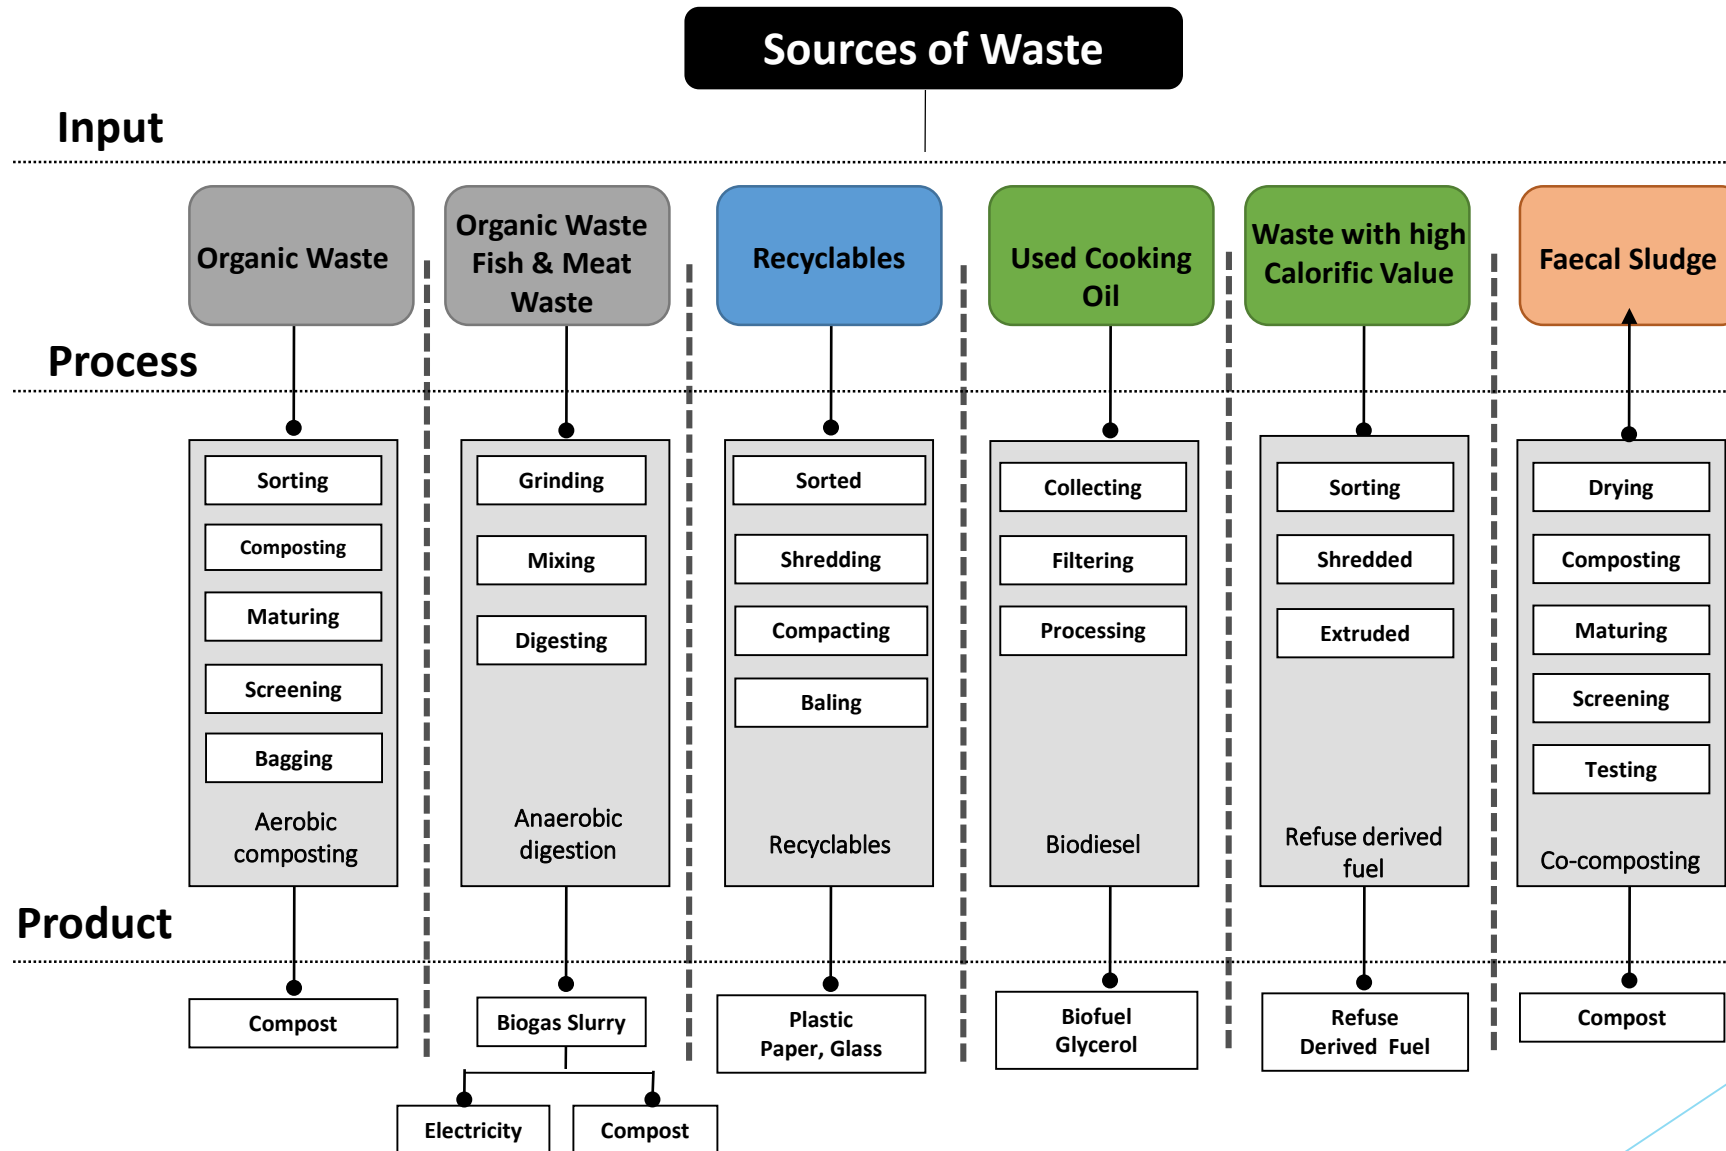 Sources of Waste
Input
Organic Waste
Organic Waste
Fish & Meat
Waste
Recyclables
Used Cooking
Oil
Waste with high
Calorific Value
Faecal Sludge
Process
Sorting
Composting
Maturing
Screening
Bagging
Aerobic
composting
Grinding
Mixing
Digesting
Anaerobic
digestion
Sorted
Shredding
Compacting
Baling
Recyclables
Collecting
Filtering
Processing
Biodiesel
Sorting
Shredded
Extruded
Refuse derived
fuel
Drying
Composting
Maturing
Screening
Testing
Co-composting
Product
Compost
Biogas Slurry
Electricity
Compost
Plastic
Paper, Glass
Biofuel
Glycerol
Refuse
Derived Fuel
Compost